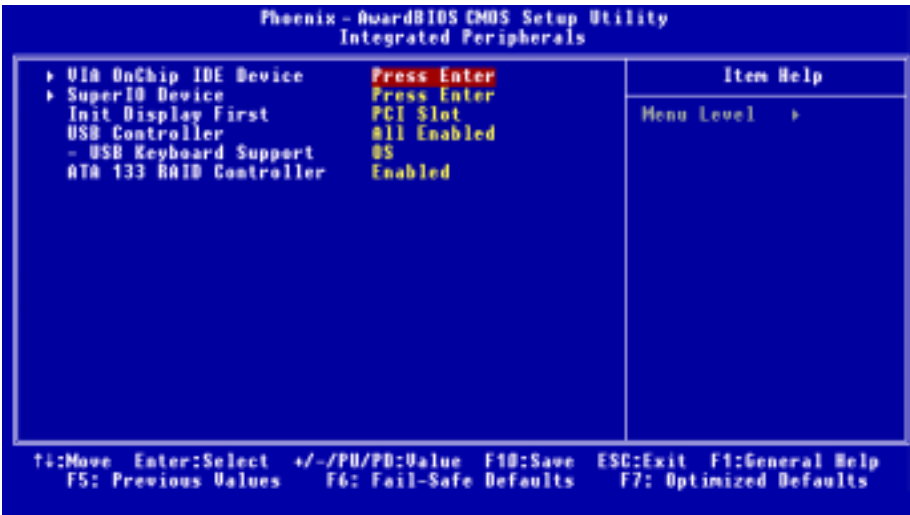 Phoenix - AwardBIOS CMOS Setup Utility
Integrated Peripherals
VIA OnChip IDE Device Press Enter
SuperIO Device Press Enter
Init Display First PCI Slot
USB Controller All Enabled
- USB Keyboard Support OS
ATA 133 RAID Controller Enabled
Item Help
Menu Level ▸
↑↓:Move Enter:Select +/-/PU/PD:Value F10:Save ESC:Exit F1:General Help
F5: Previous Values F6: Fail-Safe Defaults F7: Optimized Defaults